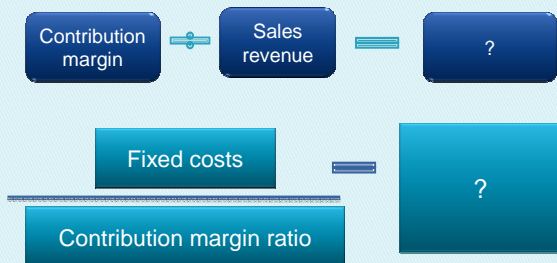 Contribution
margin
÷
Sales
revenue
=
?
Fixed costs
=
?
Contribution margin ratio